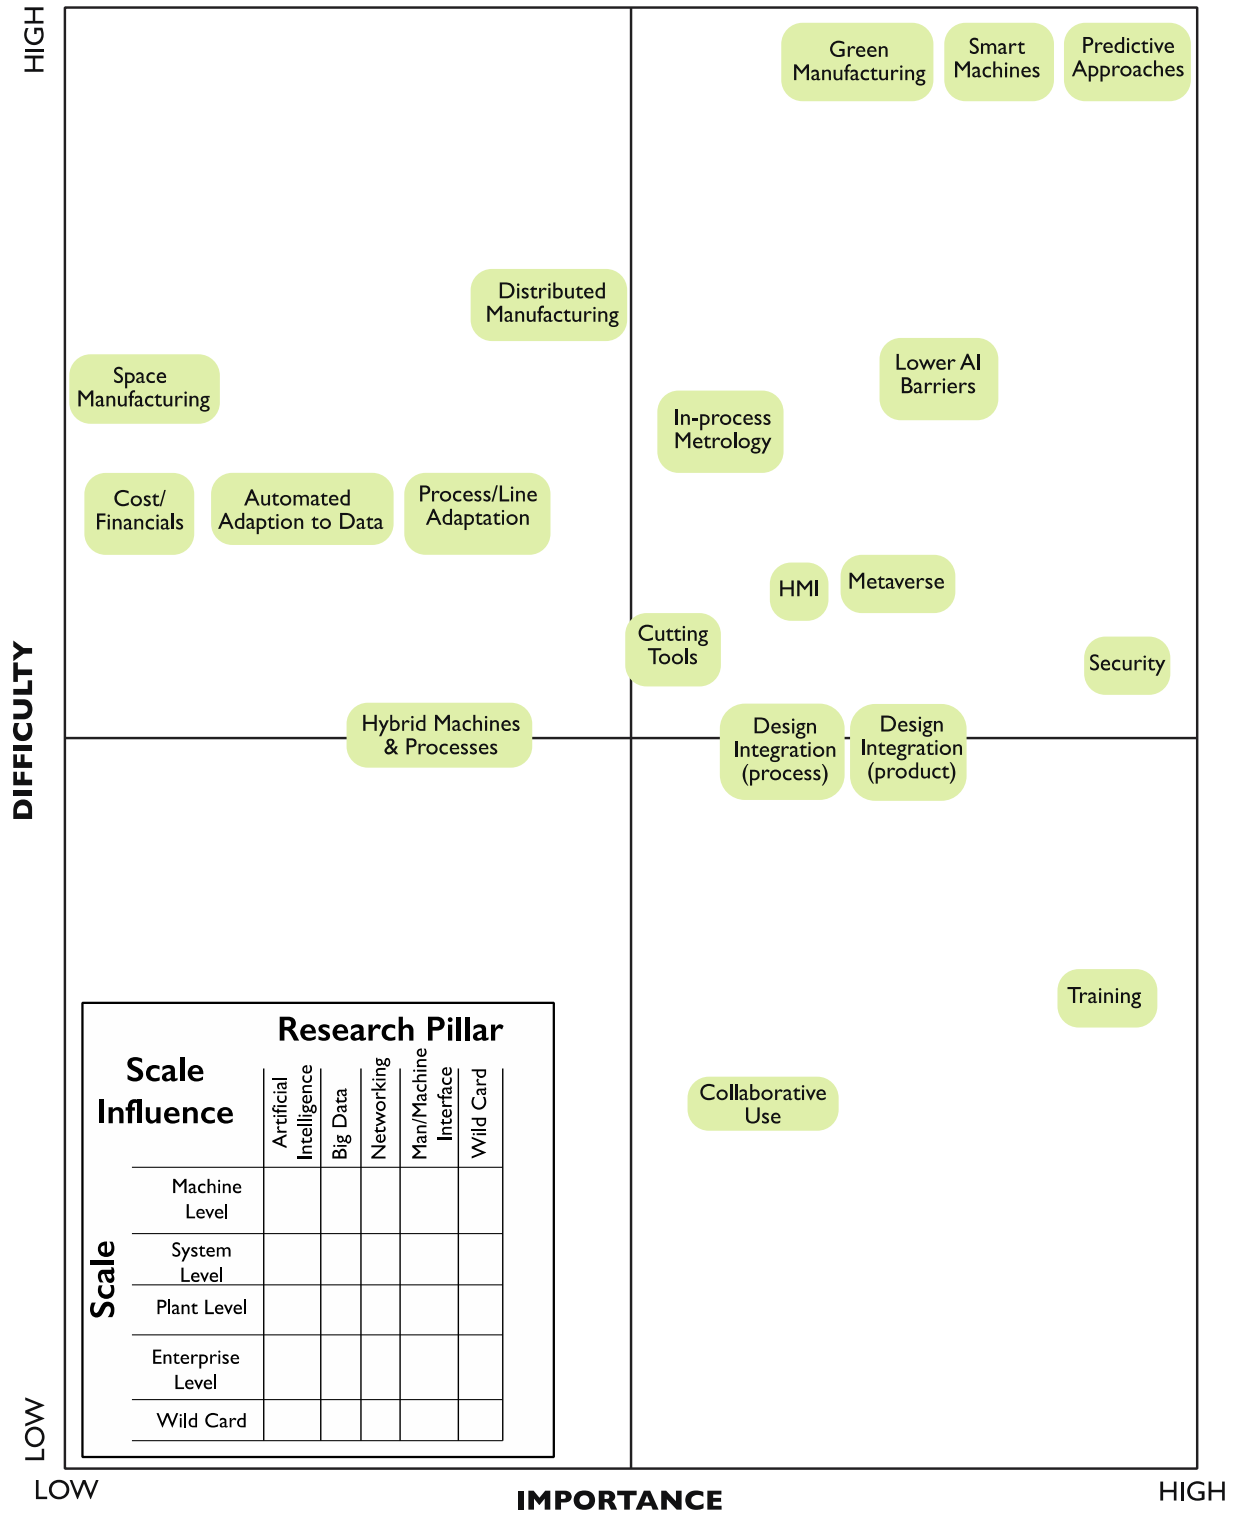 HIGH
Green
Manufacturing
Smart
Machines
Predictive
Approaches
Distributed
Manufacturing
Space
Manufacturing
Lower AI
Barriers
In-process
Metrology
Cost/
Financials
Automated
Adaption to Data
Process/Line
Adaptation
HMI
Metaverse
Cutting
Tools
Security
DIFFICULTY
Hybrid Machines
& Processes
Design
Integration
(process)
Design
Integration
(product)
Training
Collaborative
Use
Research Pillar
Scale
Influence
Artificial
Intelligence
Big Data
Networking
Man/Machine
Interface
Wild Card
Scale
Machine
Level
System
Level
Plant Level
Enterprise
Level
Wild Card
LOW
LOW
IMPORTANCE
HIGH